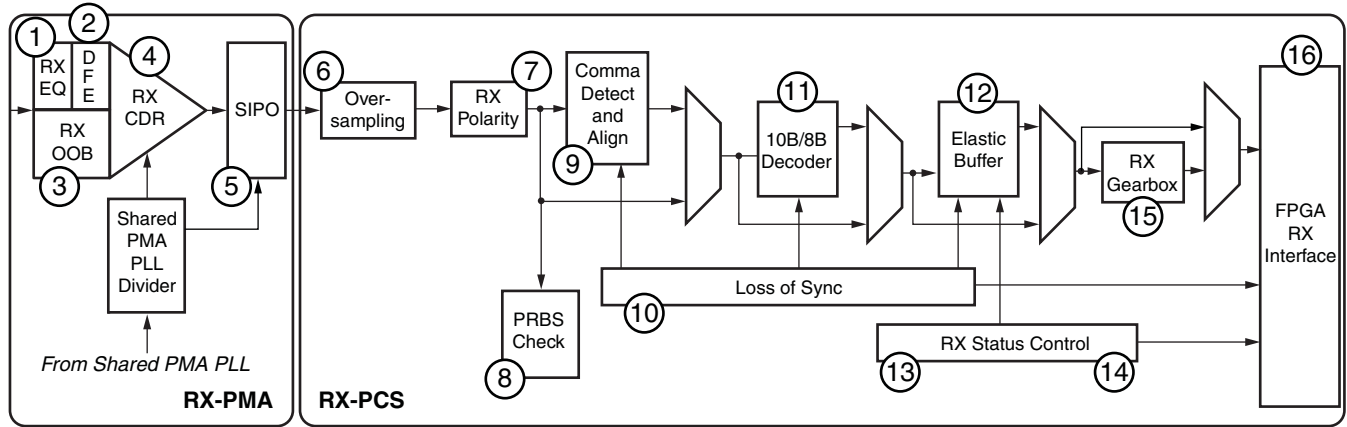 1
2
3
4
5
RX
EQ
D
F
E
RX
OOB
RX
CDR
SIPO
Shared
PMA
PLL
Divider
From Shared PMA PLL
RX-PMA
6
Over-
sampling
7
RX
Polarity
8
PRBS
Check
9
Comma
Detect
and
Align
10
Loss of Sync
11
10B/8B
Decoder
12
Elastic
Buffer
13
RX Status Control
14
15
RX
Gearbox
16
FPGA
RX
Interface
RX-PCS